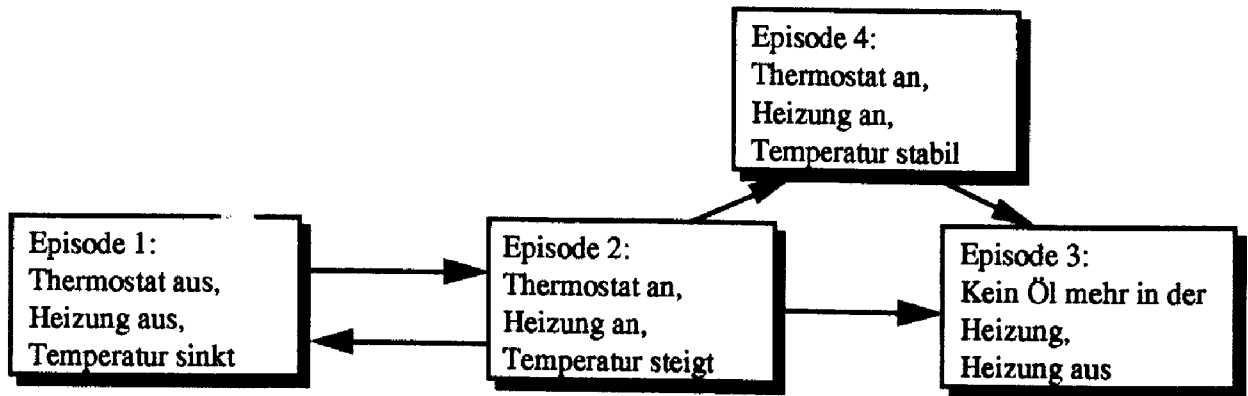 Episode 4:
Thermostat an,
Heizung an,
Temperatur stabil
Episode 1:
Thermostat aus,
Heizung aus,
Temperatur sinkt
Episode 2:
Thermostat an,
Heizung an,
Temperatur steigt
Episode 3:
Kein Öl mehr in der
Heizung,
Heizung aus